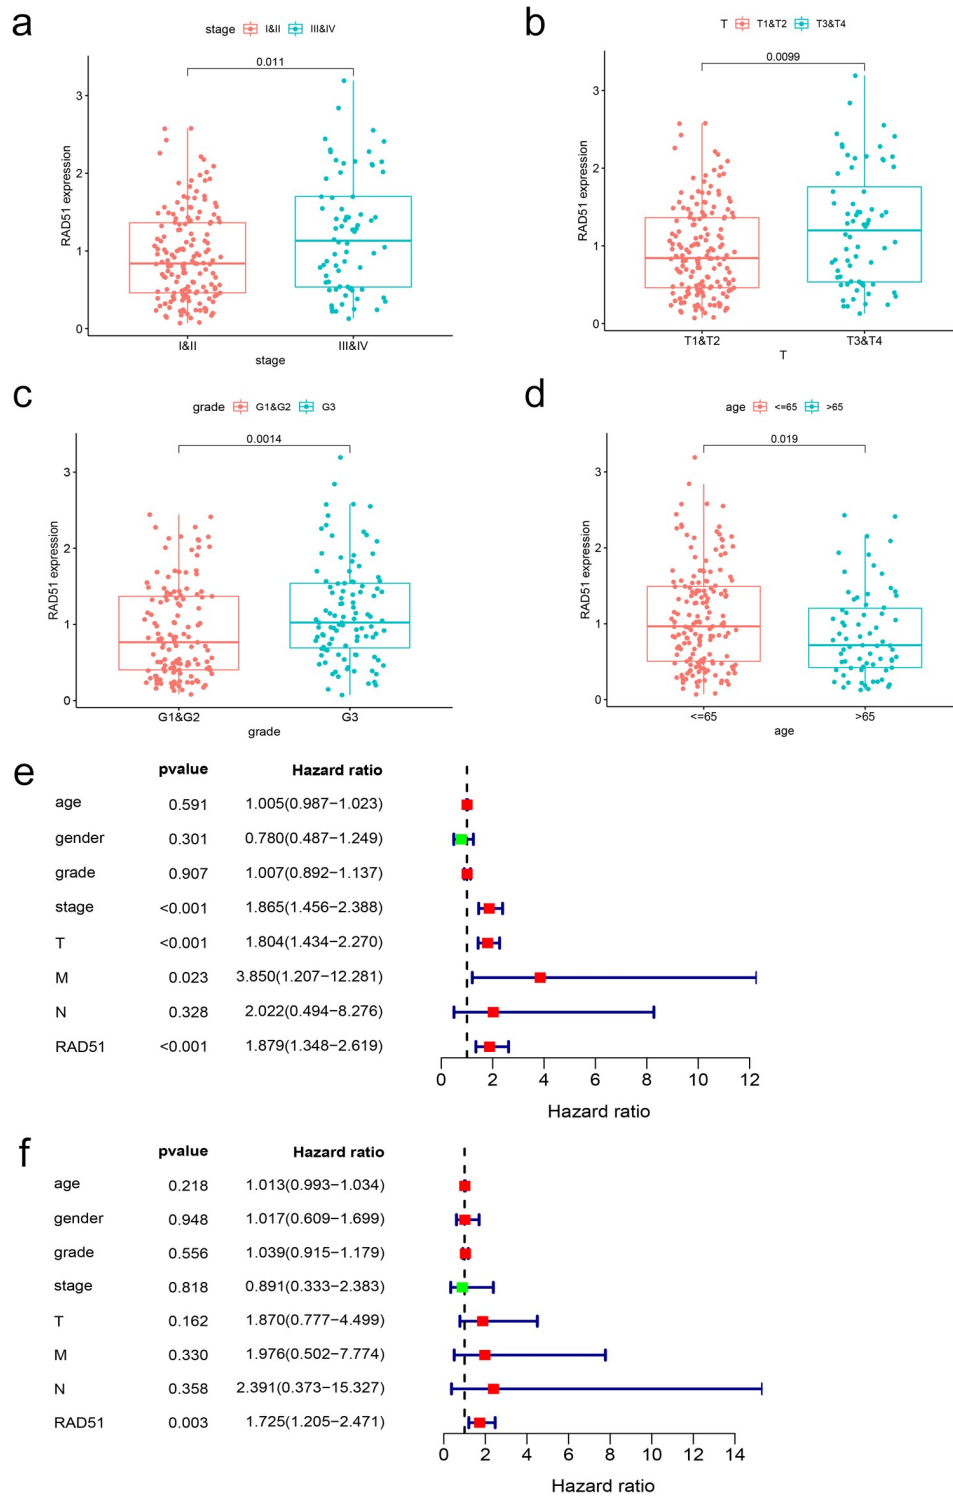 a
stage I&II III&IV
0.011
RAD51 expression
3
2
1
0
I&II III&IV
stage
b
T T1&T2 T3&T4
0.0099
RAD51 expression
3
2
1
0
T1&T2 T3&T4
T
c
grade G1&G2 G3
0.0014
RAD51 expression
3
2
1
0
G1&G2 G3
grade
d
age <=65 >65
0.019
RAD51 expression
3
2
1
0
<=65 >65
age
e
pvalue Hazard ratio
age 0.591 1.005(0.987−1.023)
gender 0.301 0.780(0.487−1.249)
grade 0.907 1.007(0.892−1.137)
stage <0.001 1.865(1.456−2.388)
T <0.001 1.804(1.434−2.270)
M 0.023 3.850(1.207−12.281)
N 0.328 2.022(0.494−8.276)
RAD51 <0.001 1.879(1.348−2.619)
0 2 4 6 8 10 12
Hazard ratio
f
pvalue Hazard ratio
age 0.218 1.013(0.993−1.034)
gender 0.948 1.017(0.609−1.699)
grade 0.556 1.039(0.915−1.179)
stage 0.818 0.891(0.333−2.383)
T 0.162 1.870(0.777−4.499)
M 0.330 1.976(0.502−7.774)
N 0.358 2.391(0.373−15.327)
RAD51 0.003 1.725(1.205−2.471)
0 2 4 6 8 10 12 14
Hazard ratio